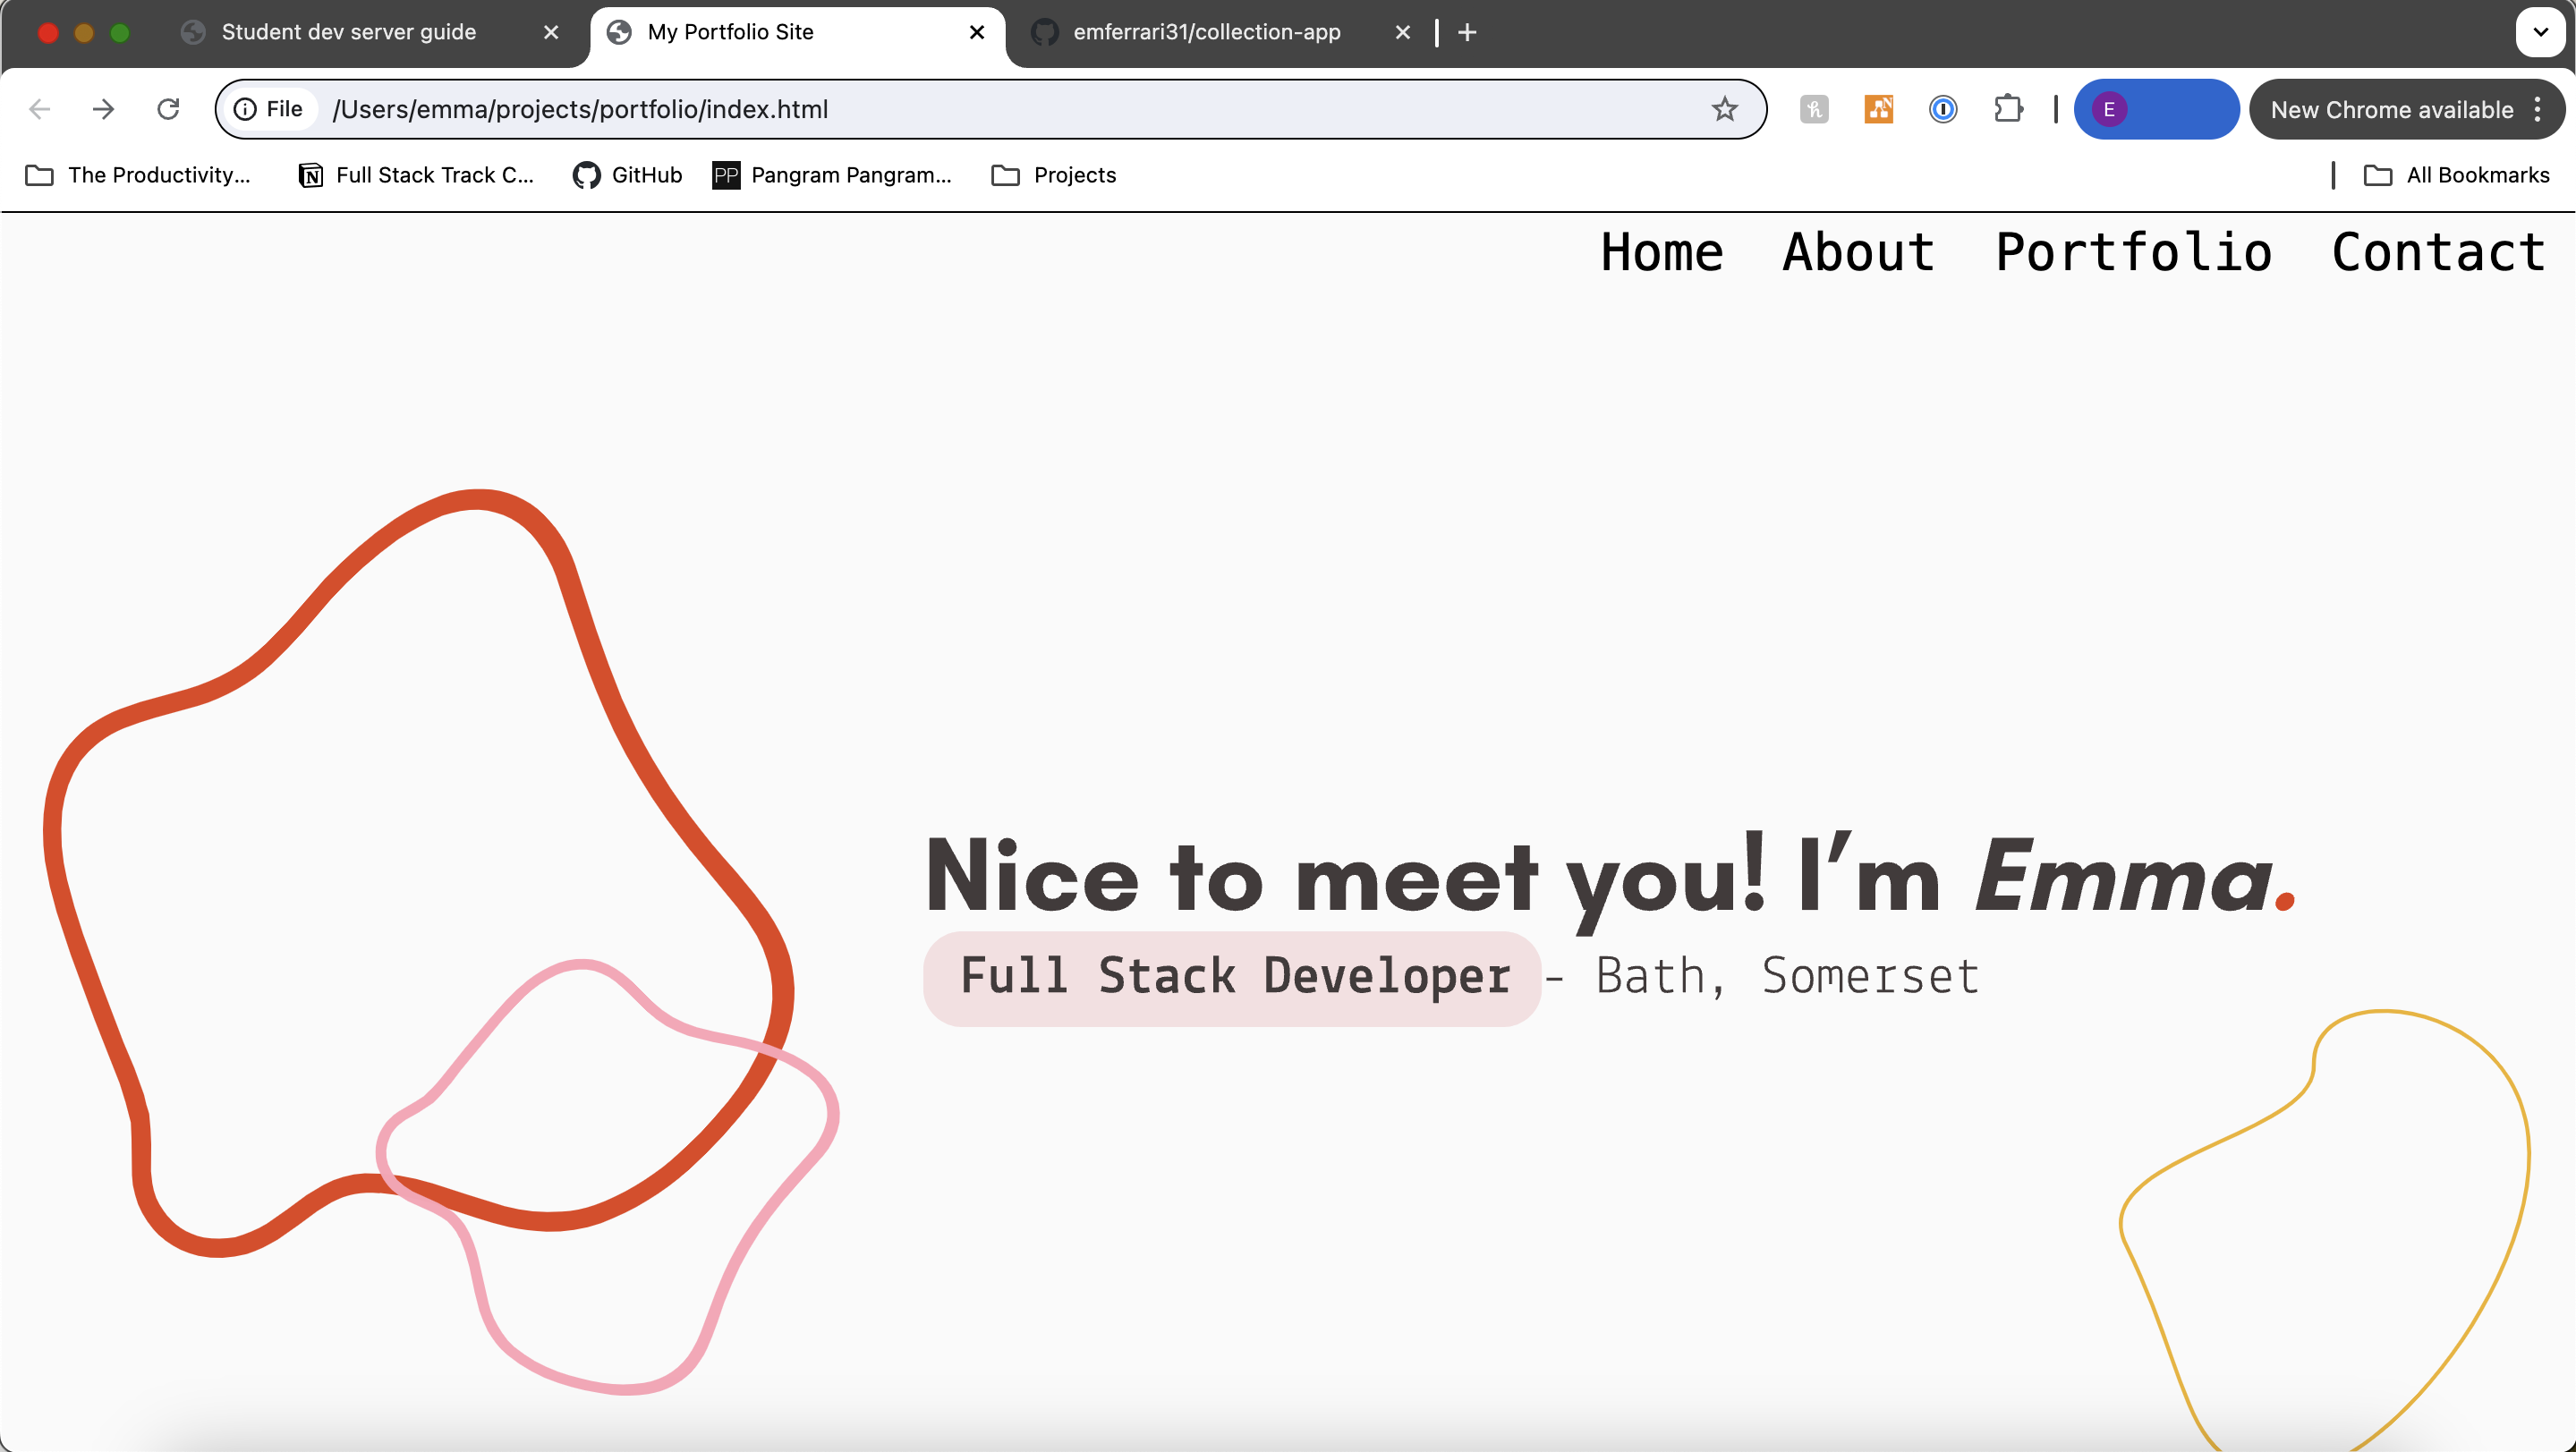 Student dev server guide
My Portfolio Site
emferrari31/collection-app
File
/Users/emma/projects/portfolio/index.html
E
New Chrome available
The Productivity...
Full Stack Track C...
GitHub
PP
Pangram Pangram...
Projects
All Bookmarks
Home About Portfolio Contact
Nice to meet you! I’m Emma.
Full Stack Developer - Bath, Somerset